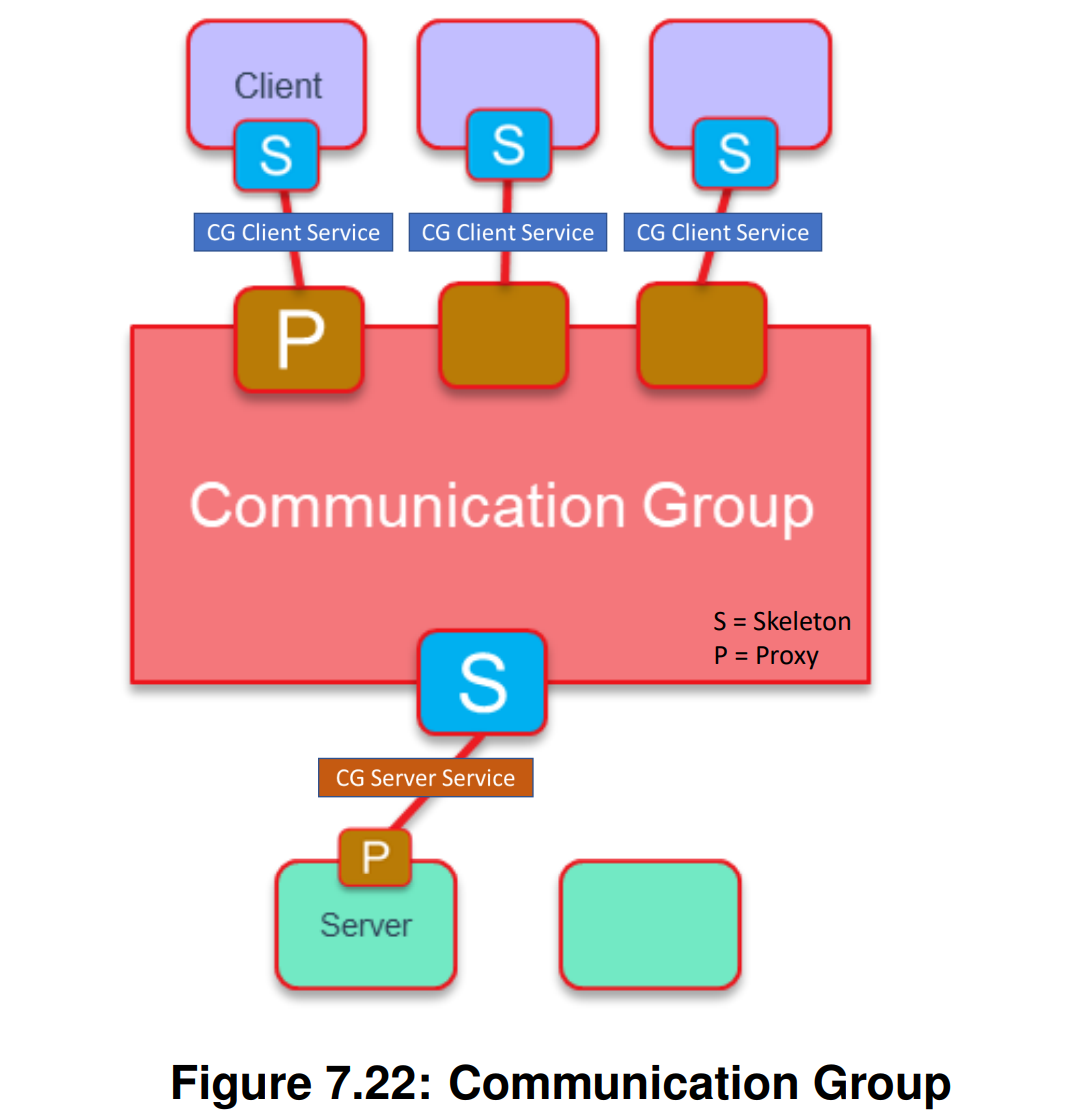 Client
S
S
S
CG Client Service
CG Client Service
CG Client Service
P
Communication Group
S = Skeleton
P = Proxy
S
CG Server Service
P
Server
Figure 7.22: Communication Group